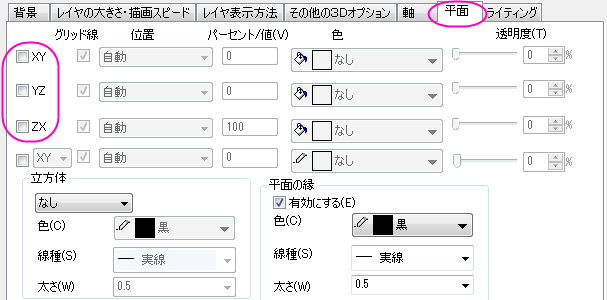 背景 レイヤの大きさ・描画スピード レイヤ表示方法 その他の3Dオプション 軸 平面 ライティング
グリッド線 位置 パーセント/値(V) 色 透明度(T)
XY 自動 0 なし 0 %
YZ 自動 0 なし 0 %
ZX 自動 100 なし 0 %
XY 自動 0 なし 0 %
立方体
なし
色(C) 黒
線種(S) 実線
太さ(W) 0.5
平面の縁
有効にする(E)
色(C) 黒
線種(S) 実線
太さ(W) 0.5